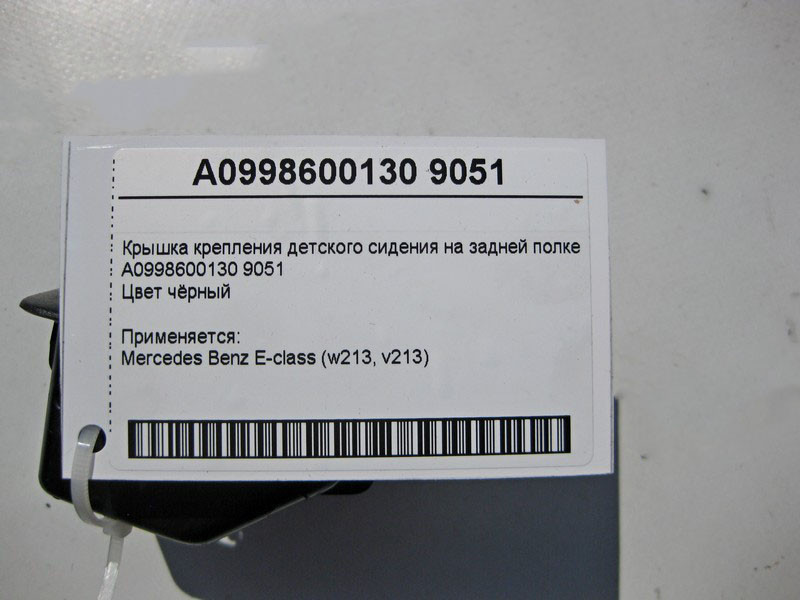 A0998600130 9051
Крышка крепления детского сидения на задней полке
A0998600130 9051
Цвет чёрный
Применяется:
Mercedes Benz E-class (w213, v213)